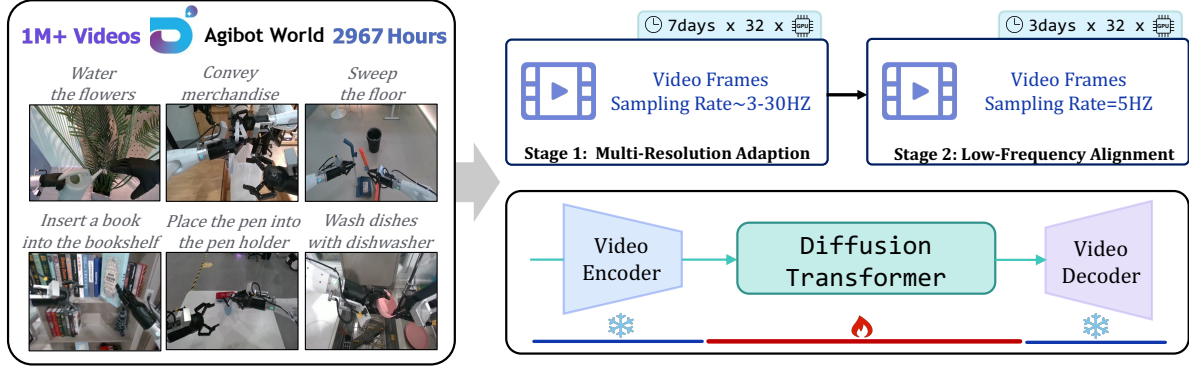 1M+ Videos Agibot World 2967 Hours
Water
the flowers
Convey
merchandise
Sweep
the floor
Insert a book
into the bookshelf
Place the pen into
the pen holder
Wash dishes
with dishwasher
7days x 32 x GPU
Video Frames
Sampling Rate~3-30HZ
Stage 1: Multi-Resolution Adaption
3days x 32 x GPU
Video Frames
Sampling Rate=5HZ
Stage 2: Low-Frequency Alignment
Video
Encoder
Diffusion
Transformer
Video
Decoder